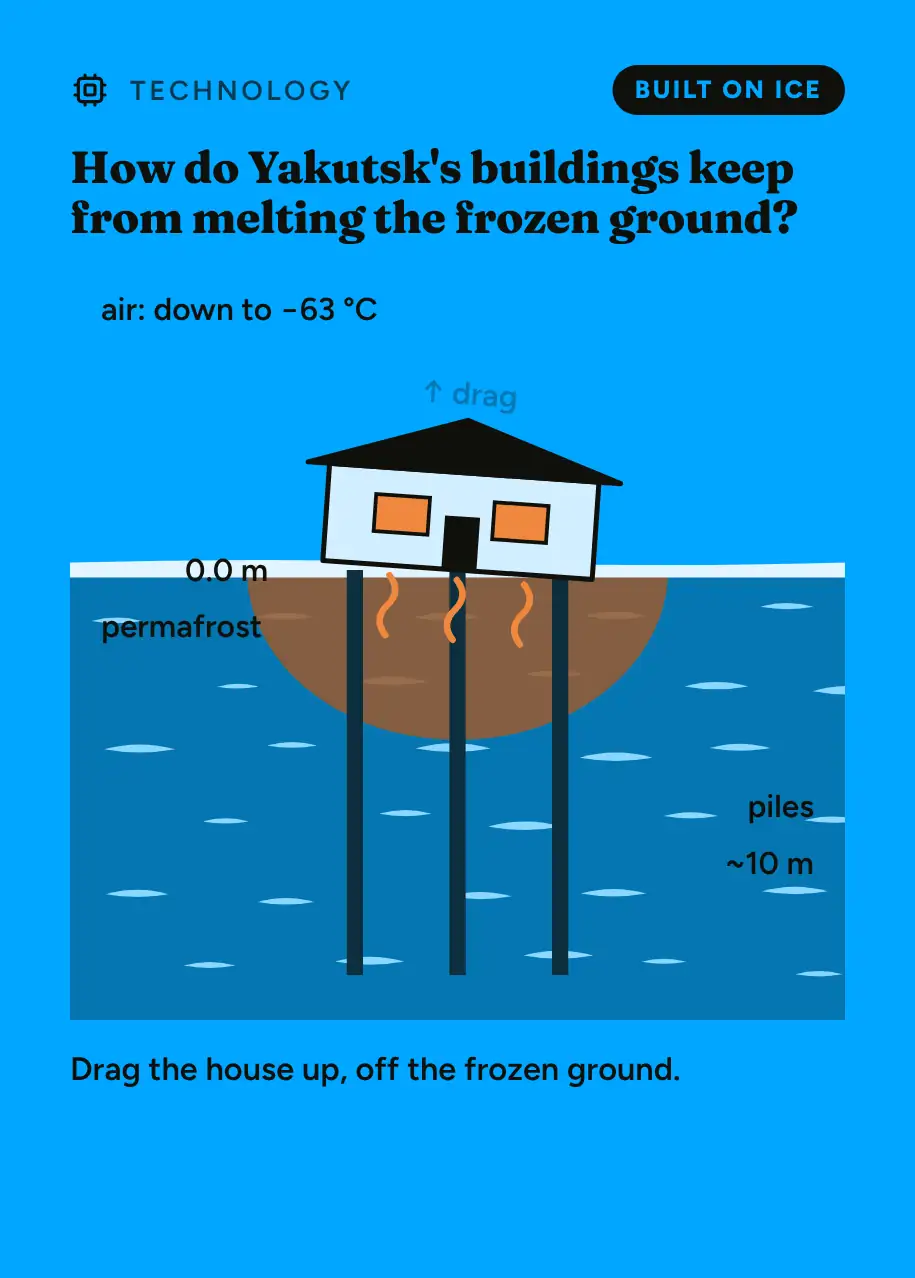 TECHNOLOGY
BUILT ON ICE
How do Yakutsk's buildings keep
from melting the frozen ground?
air: down to −63 °C
↑ drag
0.0 m
permafrost
piles
~10 m
Drag the house up, off the frozen ground.